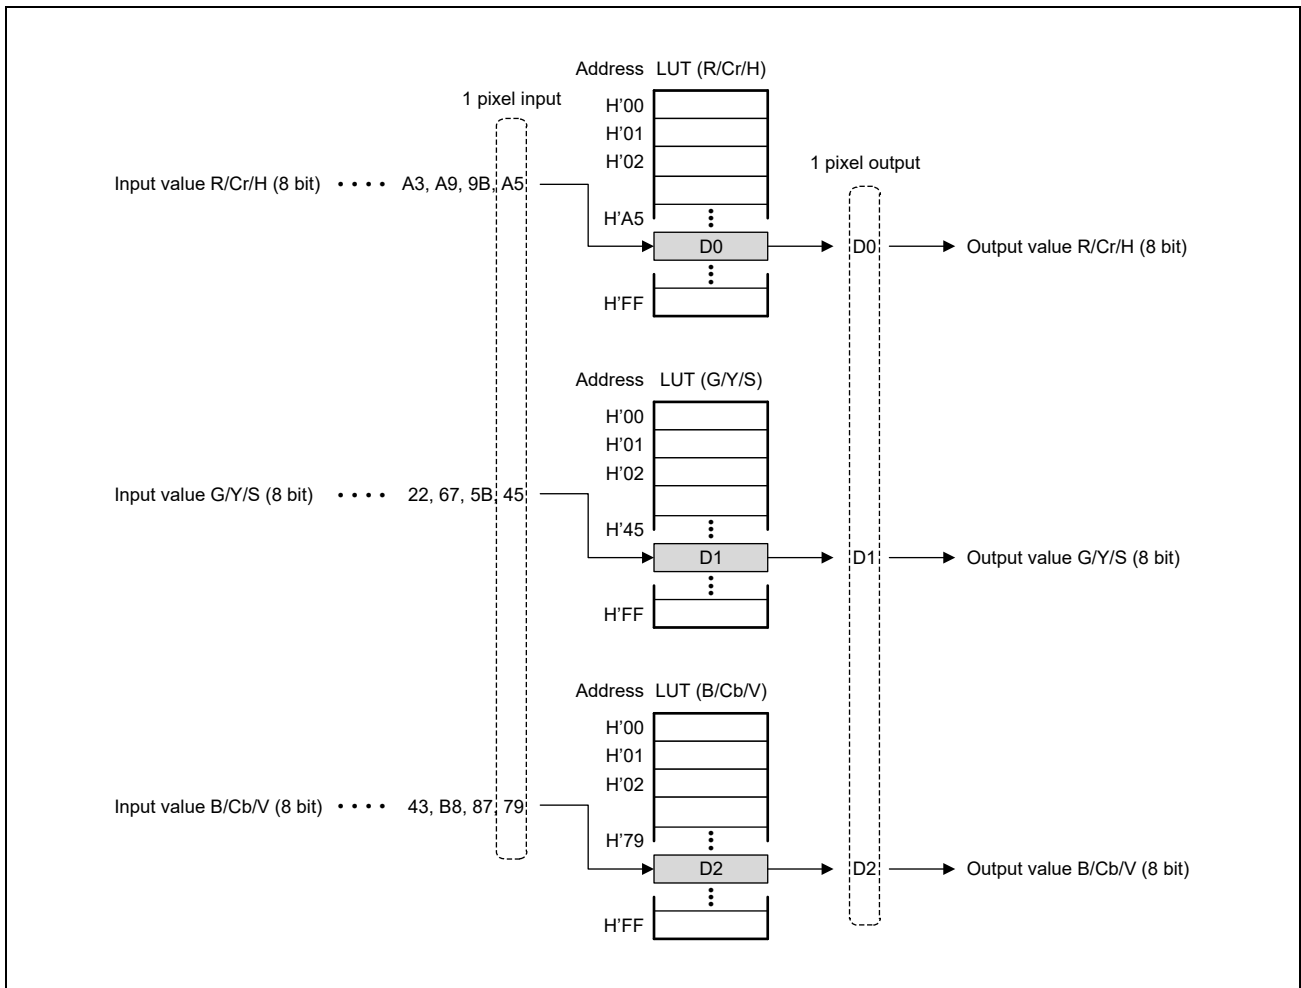 Address LUT (R/Cr/H)
1 pixel input
H'00
H'01
H'02
1 pixel output
Input value R/Cr/H (8 bit) • • • • A3, A9, 9B, A5
H'A5
D0
D0
Output value R/Cr/H (8 bit)
H'FF
Address LUT (G/Y/S)
H'00
H'01
H'02
Input value G/Y/S (8 bit) • • • • 22, 67, 5B, 45
H'45
D1
D1
Output value G/Y/S (8 bit)
H'FF
Address LUT (B/Cb/V)
H'00
H'01
H'02
Input value B/Cb/V (8 bit) • • • • 43, B8, 87, 79
H'79
D2
D2
Output value B/Cb/V (8 bit)
H'FF